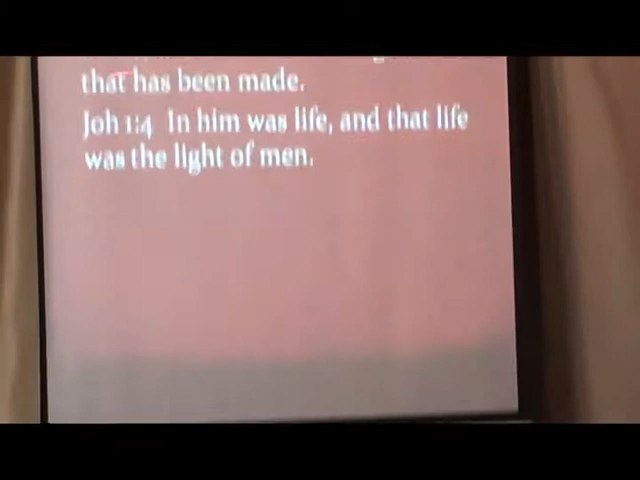 that has been made.
Joh 1:4 In him was life, and that life
was the light of men.